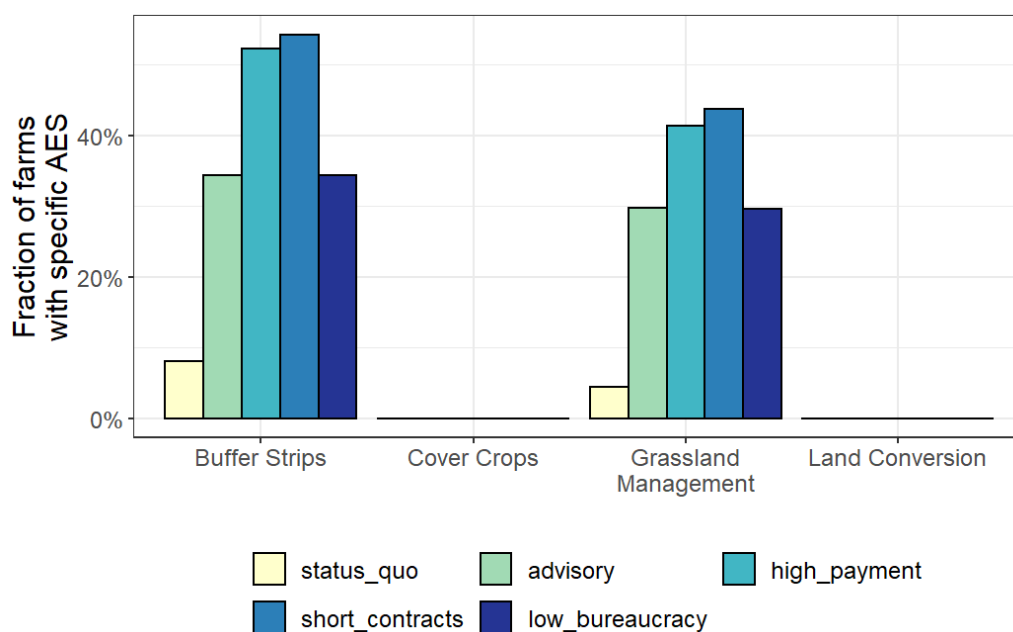 Fraction of farms
with specific AES
40%
20%
0%
Buffer Strips
Cover Crops
Grassland
Management
Land Conversion
status_quo
advisory
high_payment
short_contracts
low_bureaucracy